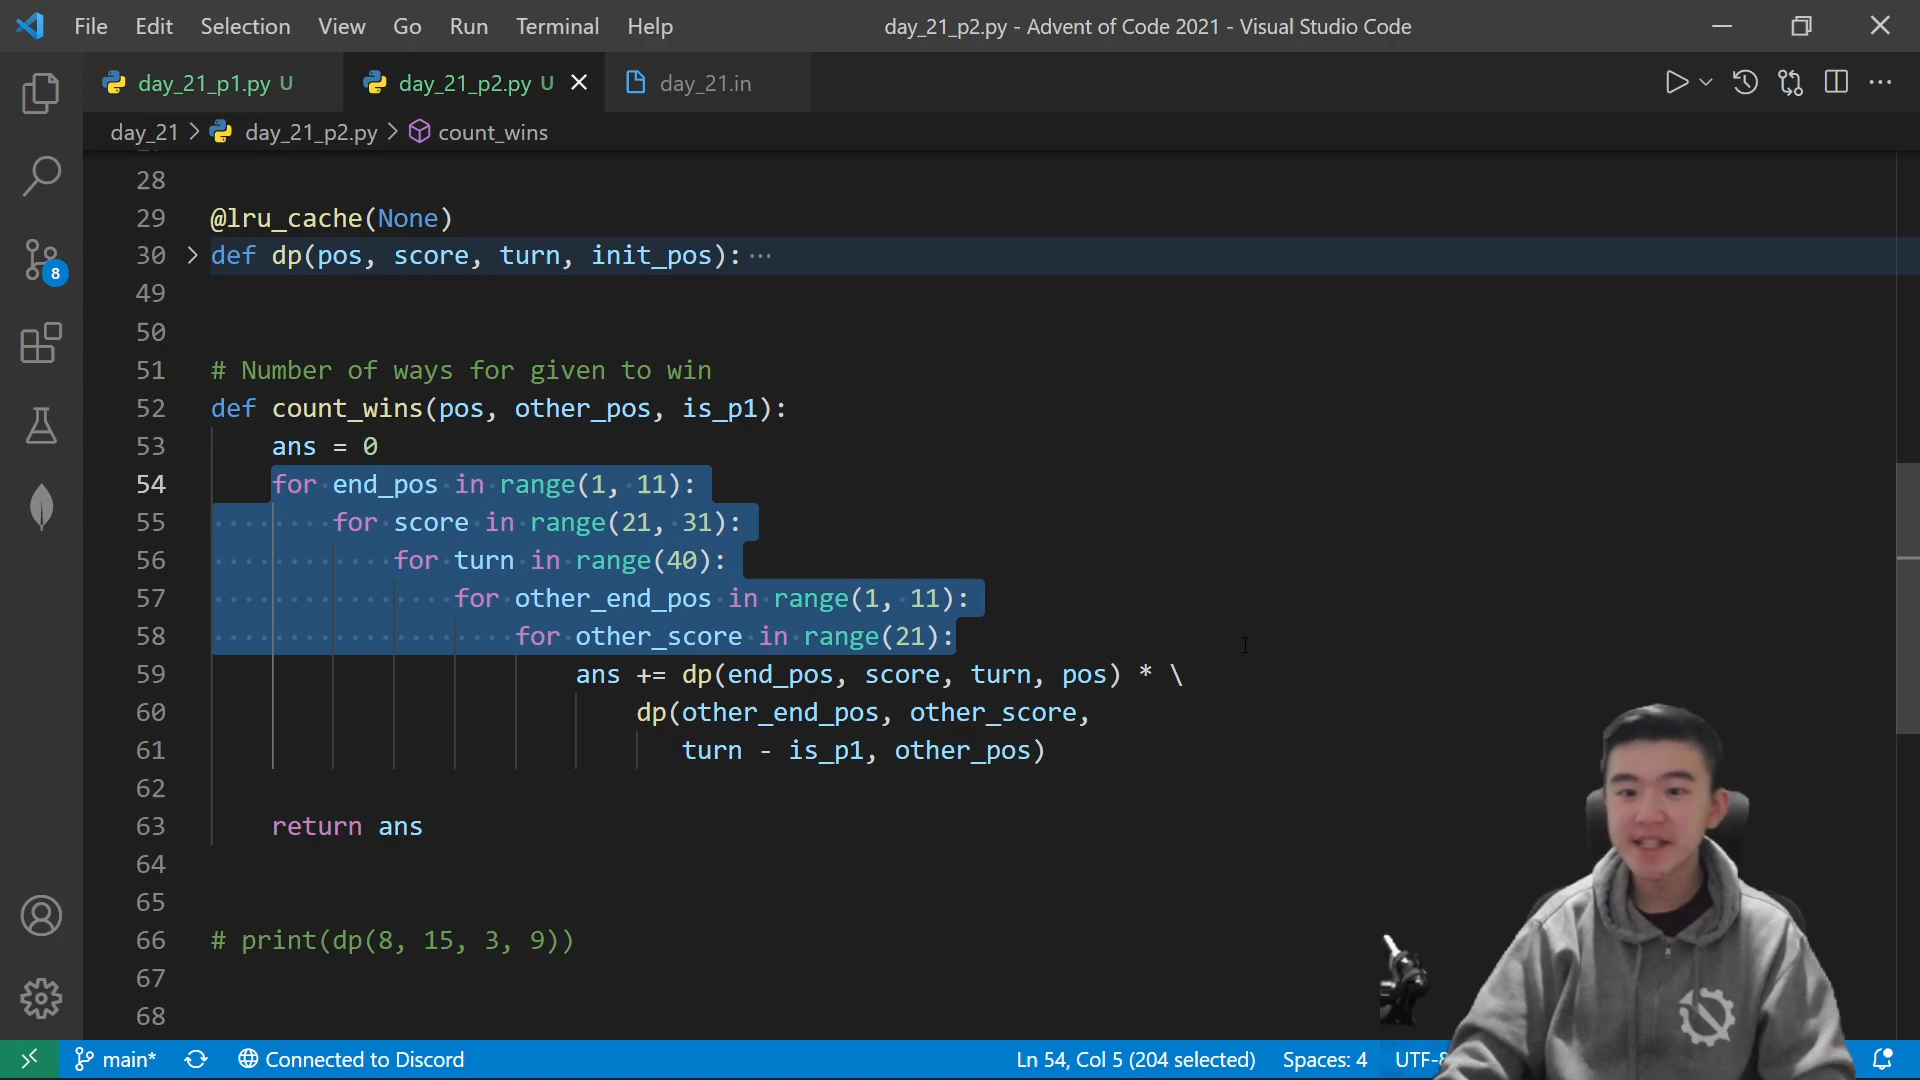 File Edit Selection View Go Run Terminal Help day_21_p2.py - Advent of Code 2021 - Visual Studio Code
day_21_p1.py U day_21_p2.py U day_21.in
day_21 > day_21_p2.py > count_wins
28
29 @lru_cache(None)
30 > def dp(pos, score, turn, init_pos):···
49
50
51 # Number of ways for given to win
52 def count_wins(pos, other_pos, is_p1):
53 ans = 0
54 for end_pos in range(1, 11):
55 for score in range(21, 31):
56 for turn in range(40):
57 for other_end_pos in range(1, 11):
58 for other_score in range(21):
59 ans += dp(end_pos, score, turn, pos) * \
60 dp(other_end_pos, other_score,
61 turn - is_p1, other_pos)
62
63 return ans
64
65
66 # print(dp(8, 15, 3, 9))
67
68
8
main* Connected to Discord Ln 54, Col 5 (204 selected) Spaces: 4